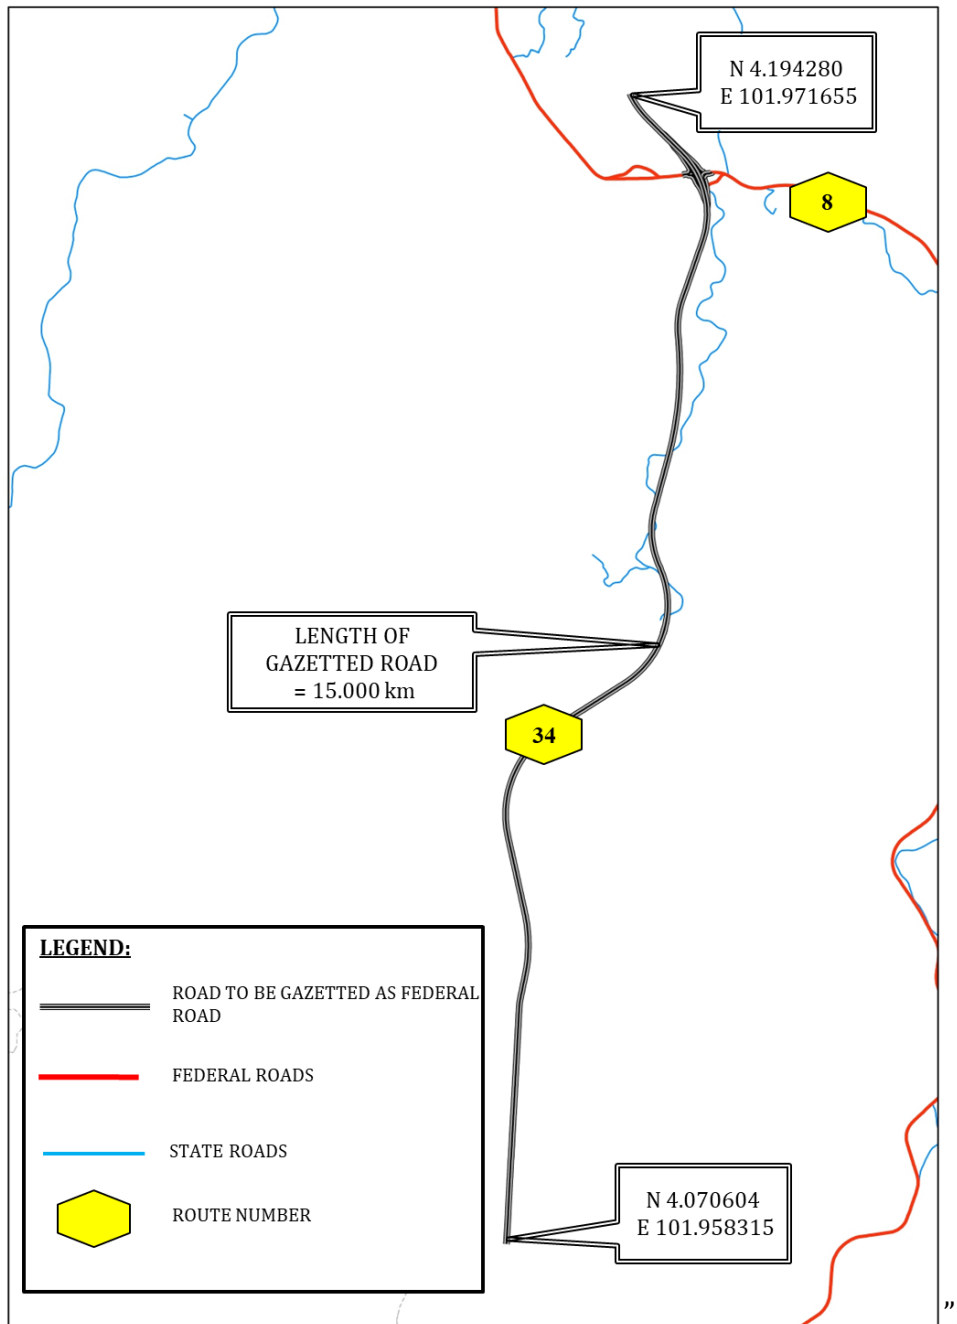 N 4.194280
E 101.971655
8
LENGTH OF
GAZETTED ROAD
= 15.000 km
34
LEGEND:
ROAD TO BE GAZETTED AS FEDERAL
ROAD
FEDERAL ROADS
STATE ROADS
ROUTE NUMBER
N 4.070604
E 101.958315
”